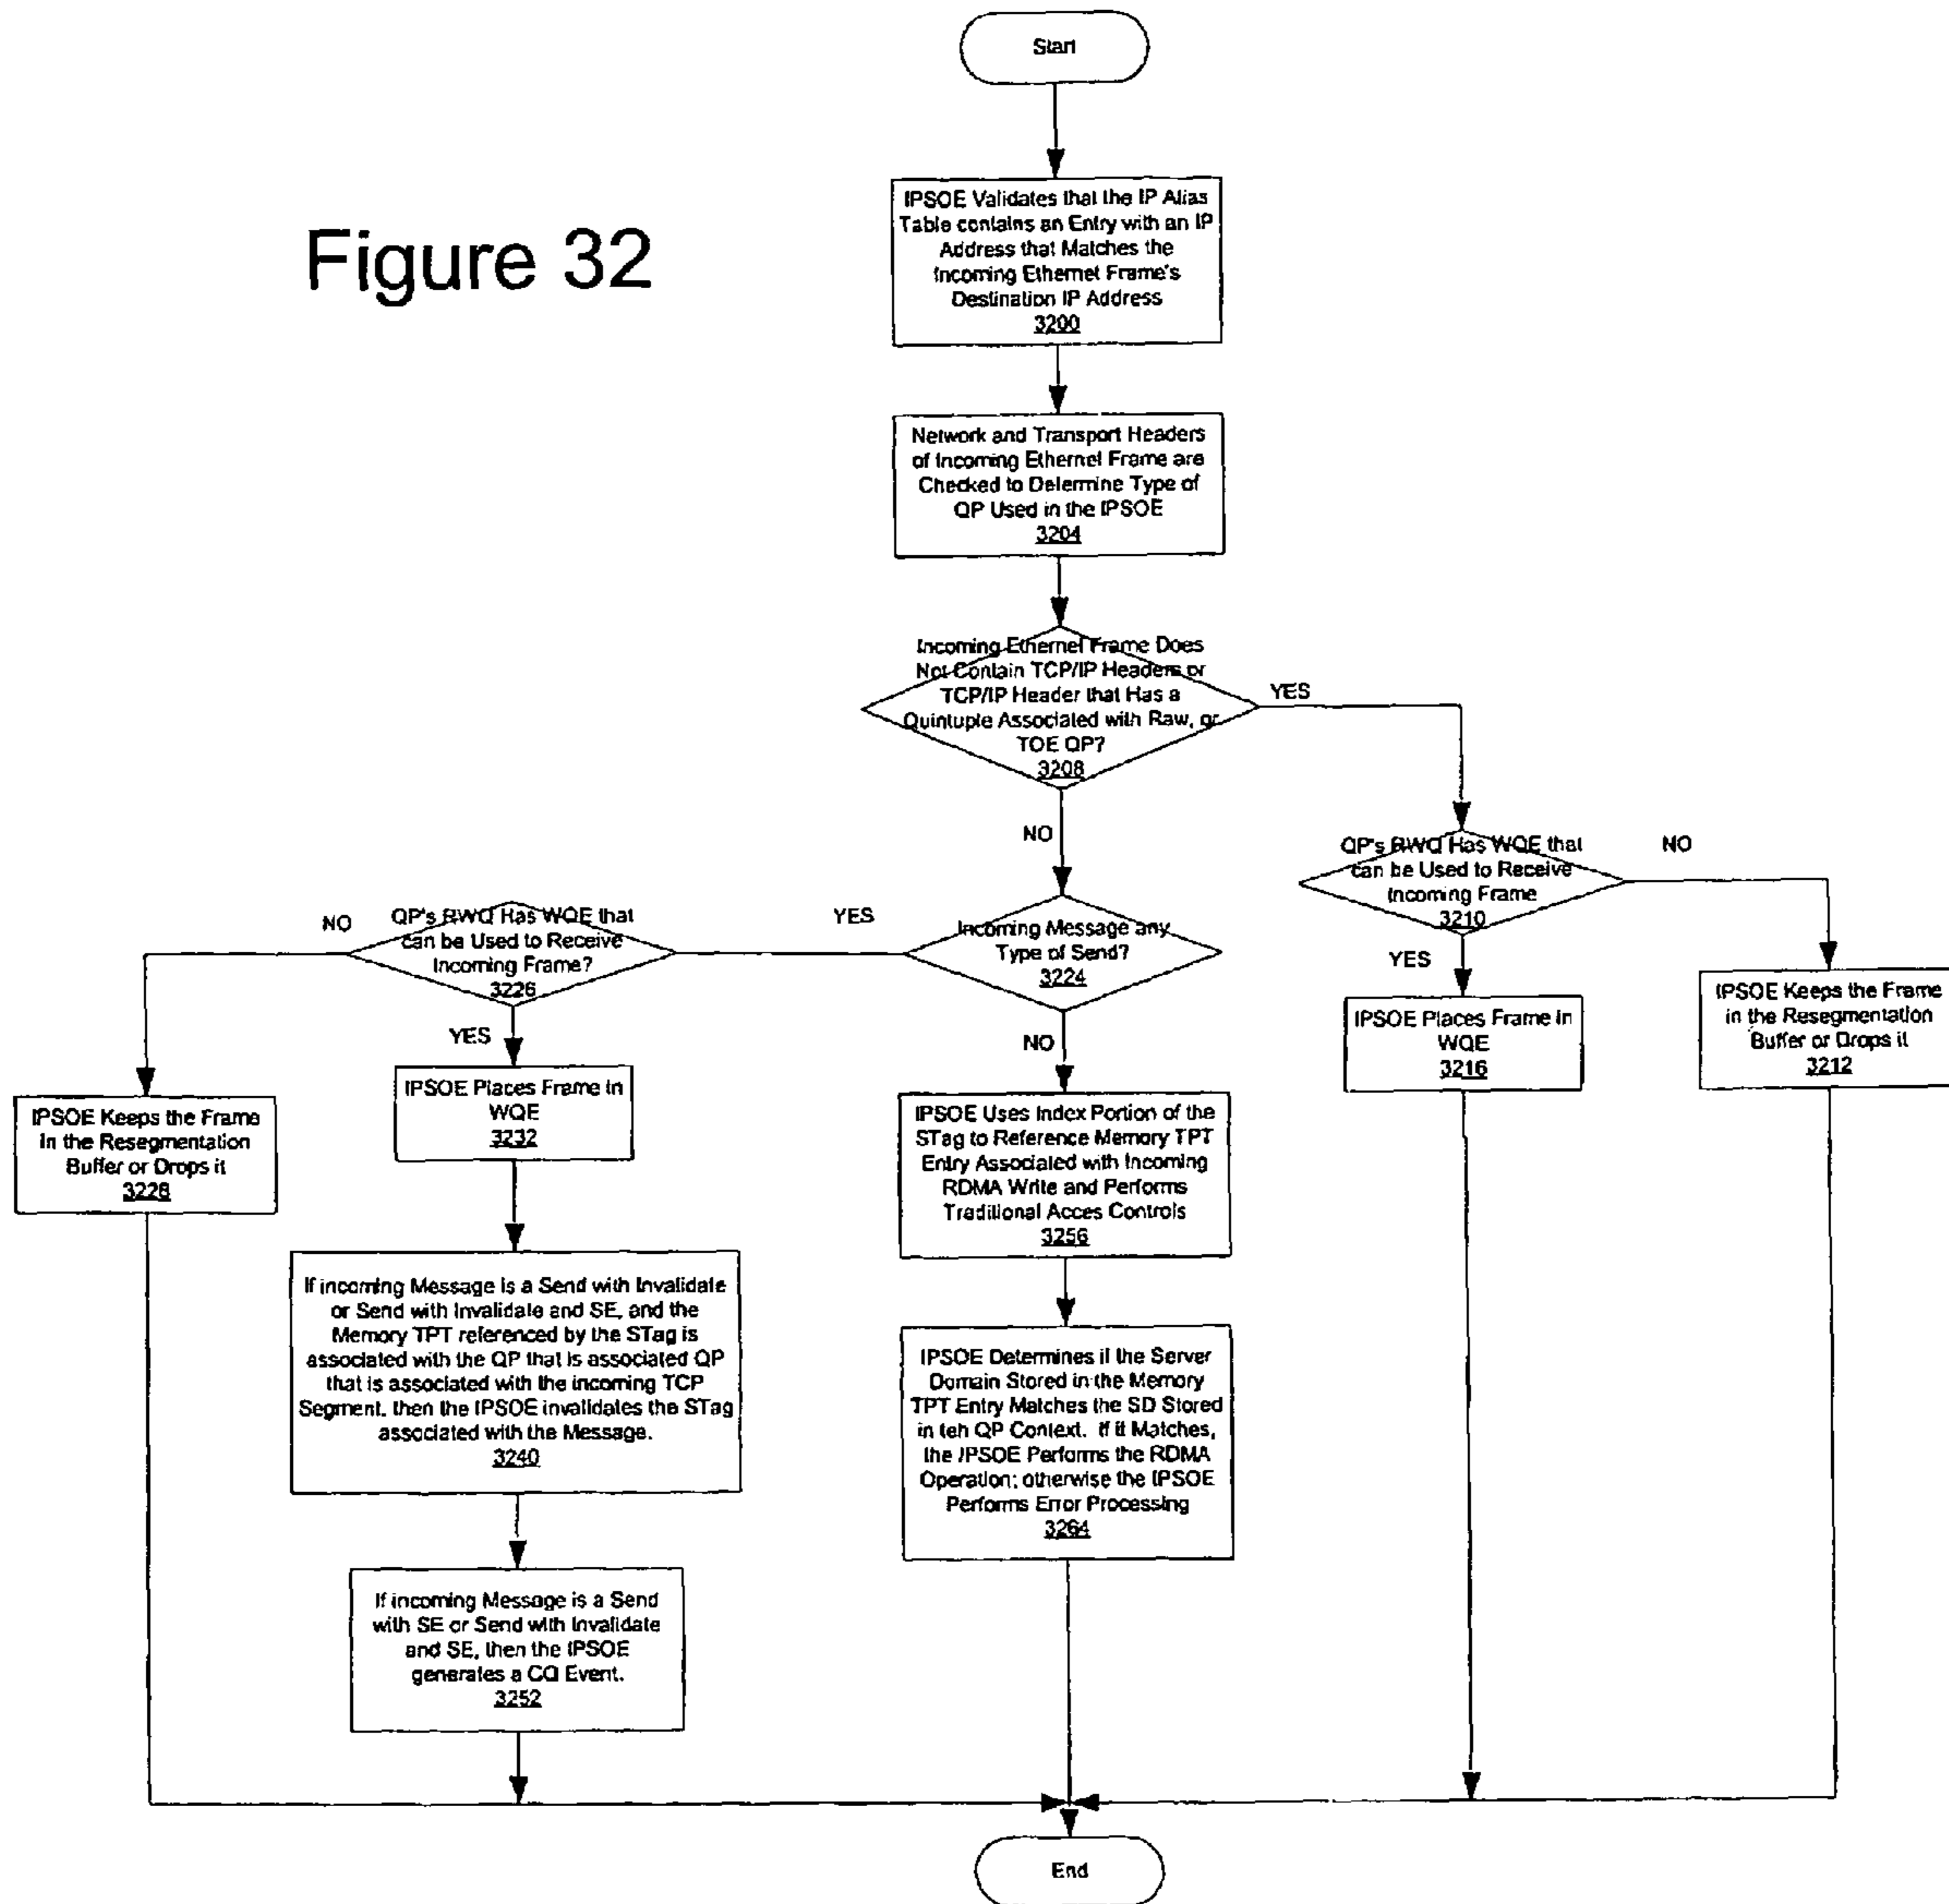 Figure 32
Start
IPSOE Validates that the IP Alias
Table contains an Entry with an IP
Address that Matches the
Incoming Ethernet Frame's
Destination IP Address
3200
Network and Transport Headers
of Incoming Ethernet Frame are
Checked to Determine Type of
QP Used in the IPSOE
3204
Incoming Ethernet Frame Does
Not Contain TCP/IP Headers or
TCP/IP Header that Has a
Quintuple Associated with Raw, or
TOE QP?
3208
YES
NO
QP's RWQ Has WQE that
can be Used to Receive
Incoming Frame
3210
NO
YES
IPSOE Places Frame in
WQE
3216
IPSOE Keeps the Frame
in the Resegmentation
Buffer or Drops it
3212
Incoming Message any
Type of Send?
3224
YES
NO
QP's RWQ Has WQE that
can be Used to Receive
Incoming Frame?
3226
NO
YES
IPSOE Keeps the Frame
In the Resegmentation
Buffer or Drops it
3228
IPSOE Places Frame in
WQE
3232
If incoming Message is a Send with Invalidate
or Send with Invalidate and SE, and the
Memory TPT referenced by the STag is
associated with the QP that is associated QP
that is associated with the incoming TCP
Segment, then the IPSOE invalidates the STag
associated with the Message.
3240
If incoming Message is a Send
with SE or Send with Invalidate
and SE, then the IPSOE
generates a CQ Event.
3252
IPSOE Uses Index Portion of the
STag to Reference Memory TPT
Entry Associated with Incoming
RDMA Write and Performs
Traditional Acces Controls
3256
IPSOE Determines if the Server
Domain Stored in the Memory
TPT Entry Matches the SD Stored
in teh QP Context. If it Matches,
the IPSOE Performs the RDMA
Operation; otherwise the IPSOE
Performs Error Processing
3264
End